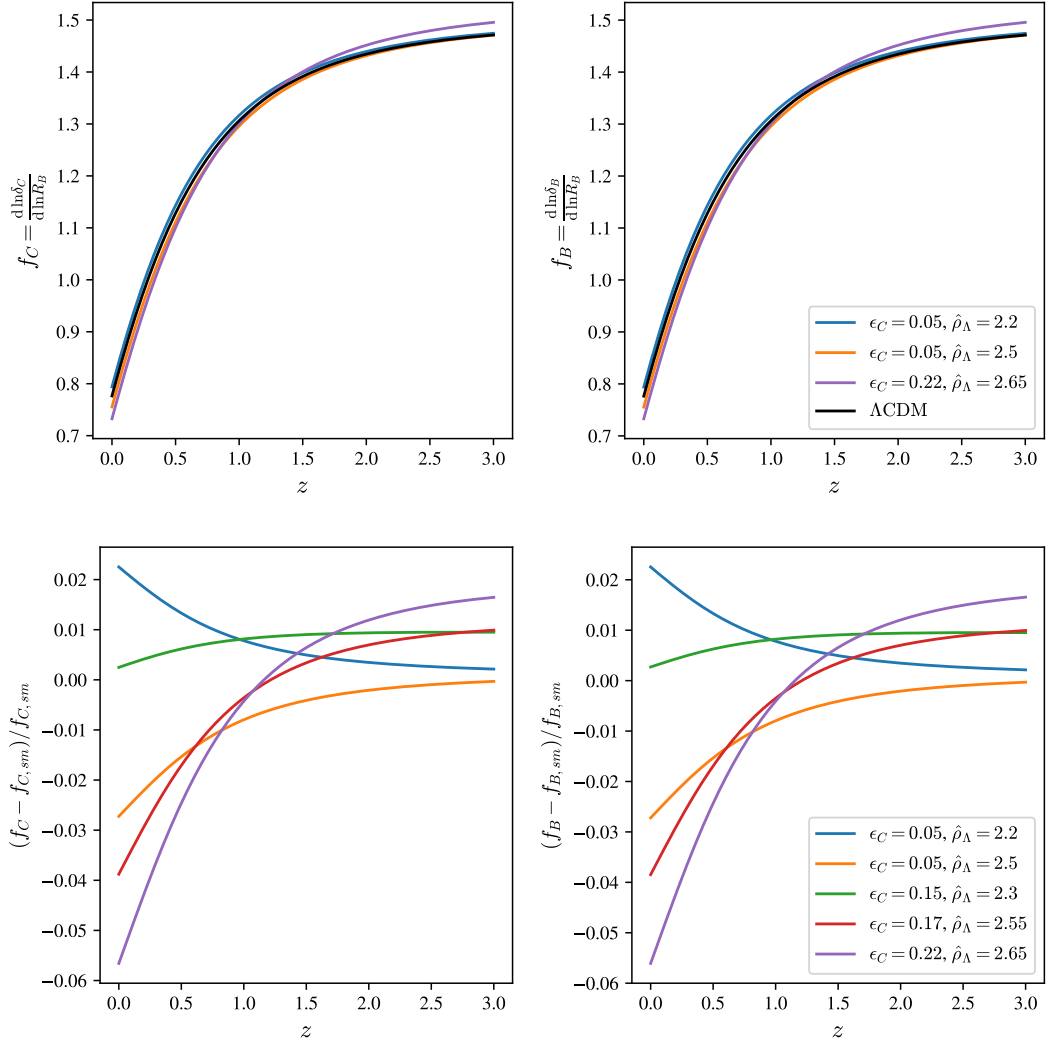 1.5
1.4
1.3
1.2
1.1
1.0
0.9
0.8
0.7
0.0 0.5 1.0 1.5 2.0 2.5 3.0
z
f_C = dlnδ_C / dlnR_B
1.5
1.4
1.3
1.2
1.1
1.0
0.9
0.8
0.7
0.0 0.5 1.0 1.5 2.0 2.5 3.0
z
f_B = dlnδ_B / dlnR_B
ϵ_C = 0.05, ρ̂_Λ = 2.2
ϵ_C = 0.05, ρ̂_Λ = 2.5
ϵ_C = 0.22, ρ̂_Λ = 2.65
ΛCDM
0.02
0.01
0.00
−0.01
−0.02
−0.03
−0.04
−0.05
−0.06
0.0 0.5 1.0 1.5 2.0 2.5 3.0
z
(f_C − f_{C,sm})/f_{C,sm}
0.02
0.01
0.00
−0.01
−0.02
−0.03
−0.04
−0.05
−0.06
0.0 0.5 1.0 1.5 2.0 2.5 3.0
z
(f_B − f_{B,sm})/f_{B,sm}
ϵ_C = 0.05, ρ̂_Λ = 2.2
ϵ_C = 0.05, ρ̂_Λ = 2.5
ϵ_C = 0.15, ρ̂_Λ = 2.3
ϵ_C = 0.17, ρ̂_Λ = 2.55
ϵ_C = 0.22, ρ̂_Λ = 2.65